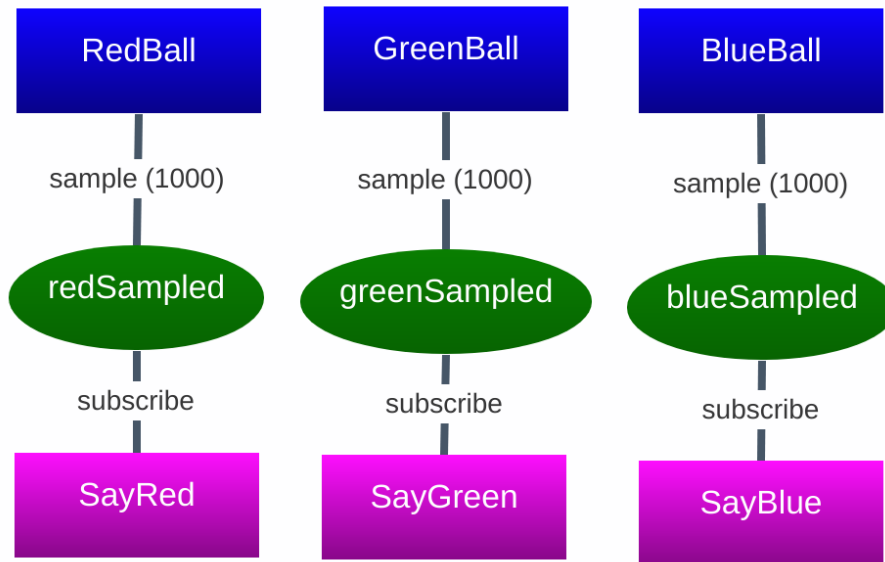 RedBall
GreenBall
BlueBall
sample (1000)
sample (1000)
sample (1000)
redSampled
greenSampled
blueSampled
subscribe
subscribe
subscribe
SayRed
SayGreen
SayBlue